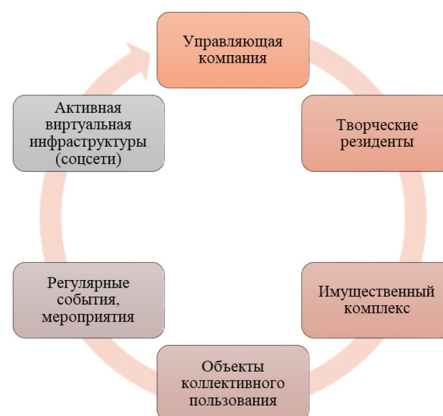 Управляющая
компания
Творческие
резиденты
Имущественный
комплекс
Объекты
коллективного
пользования
Регулярные
события,
мероприятия
Активная
виртуальная
инфраструктуры
(соцсети)